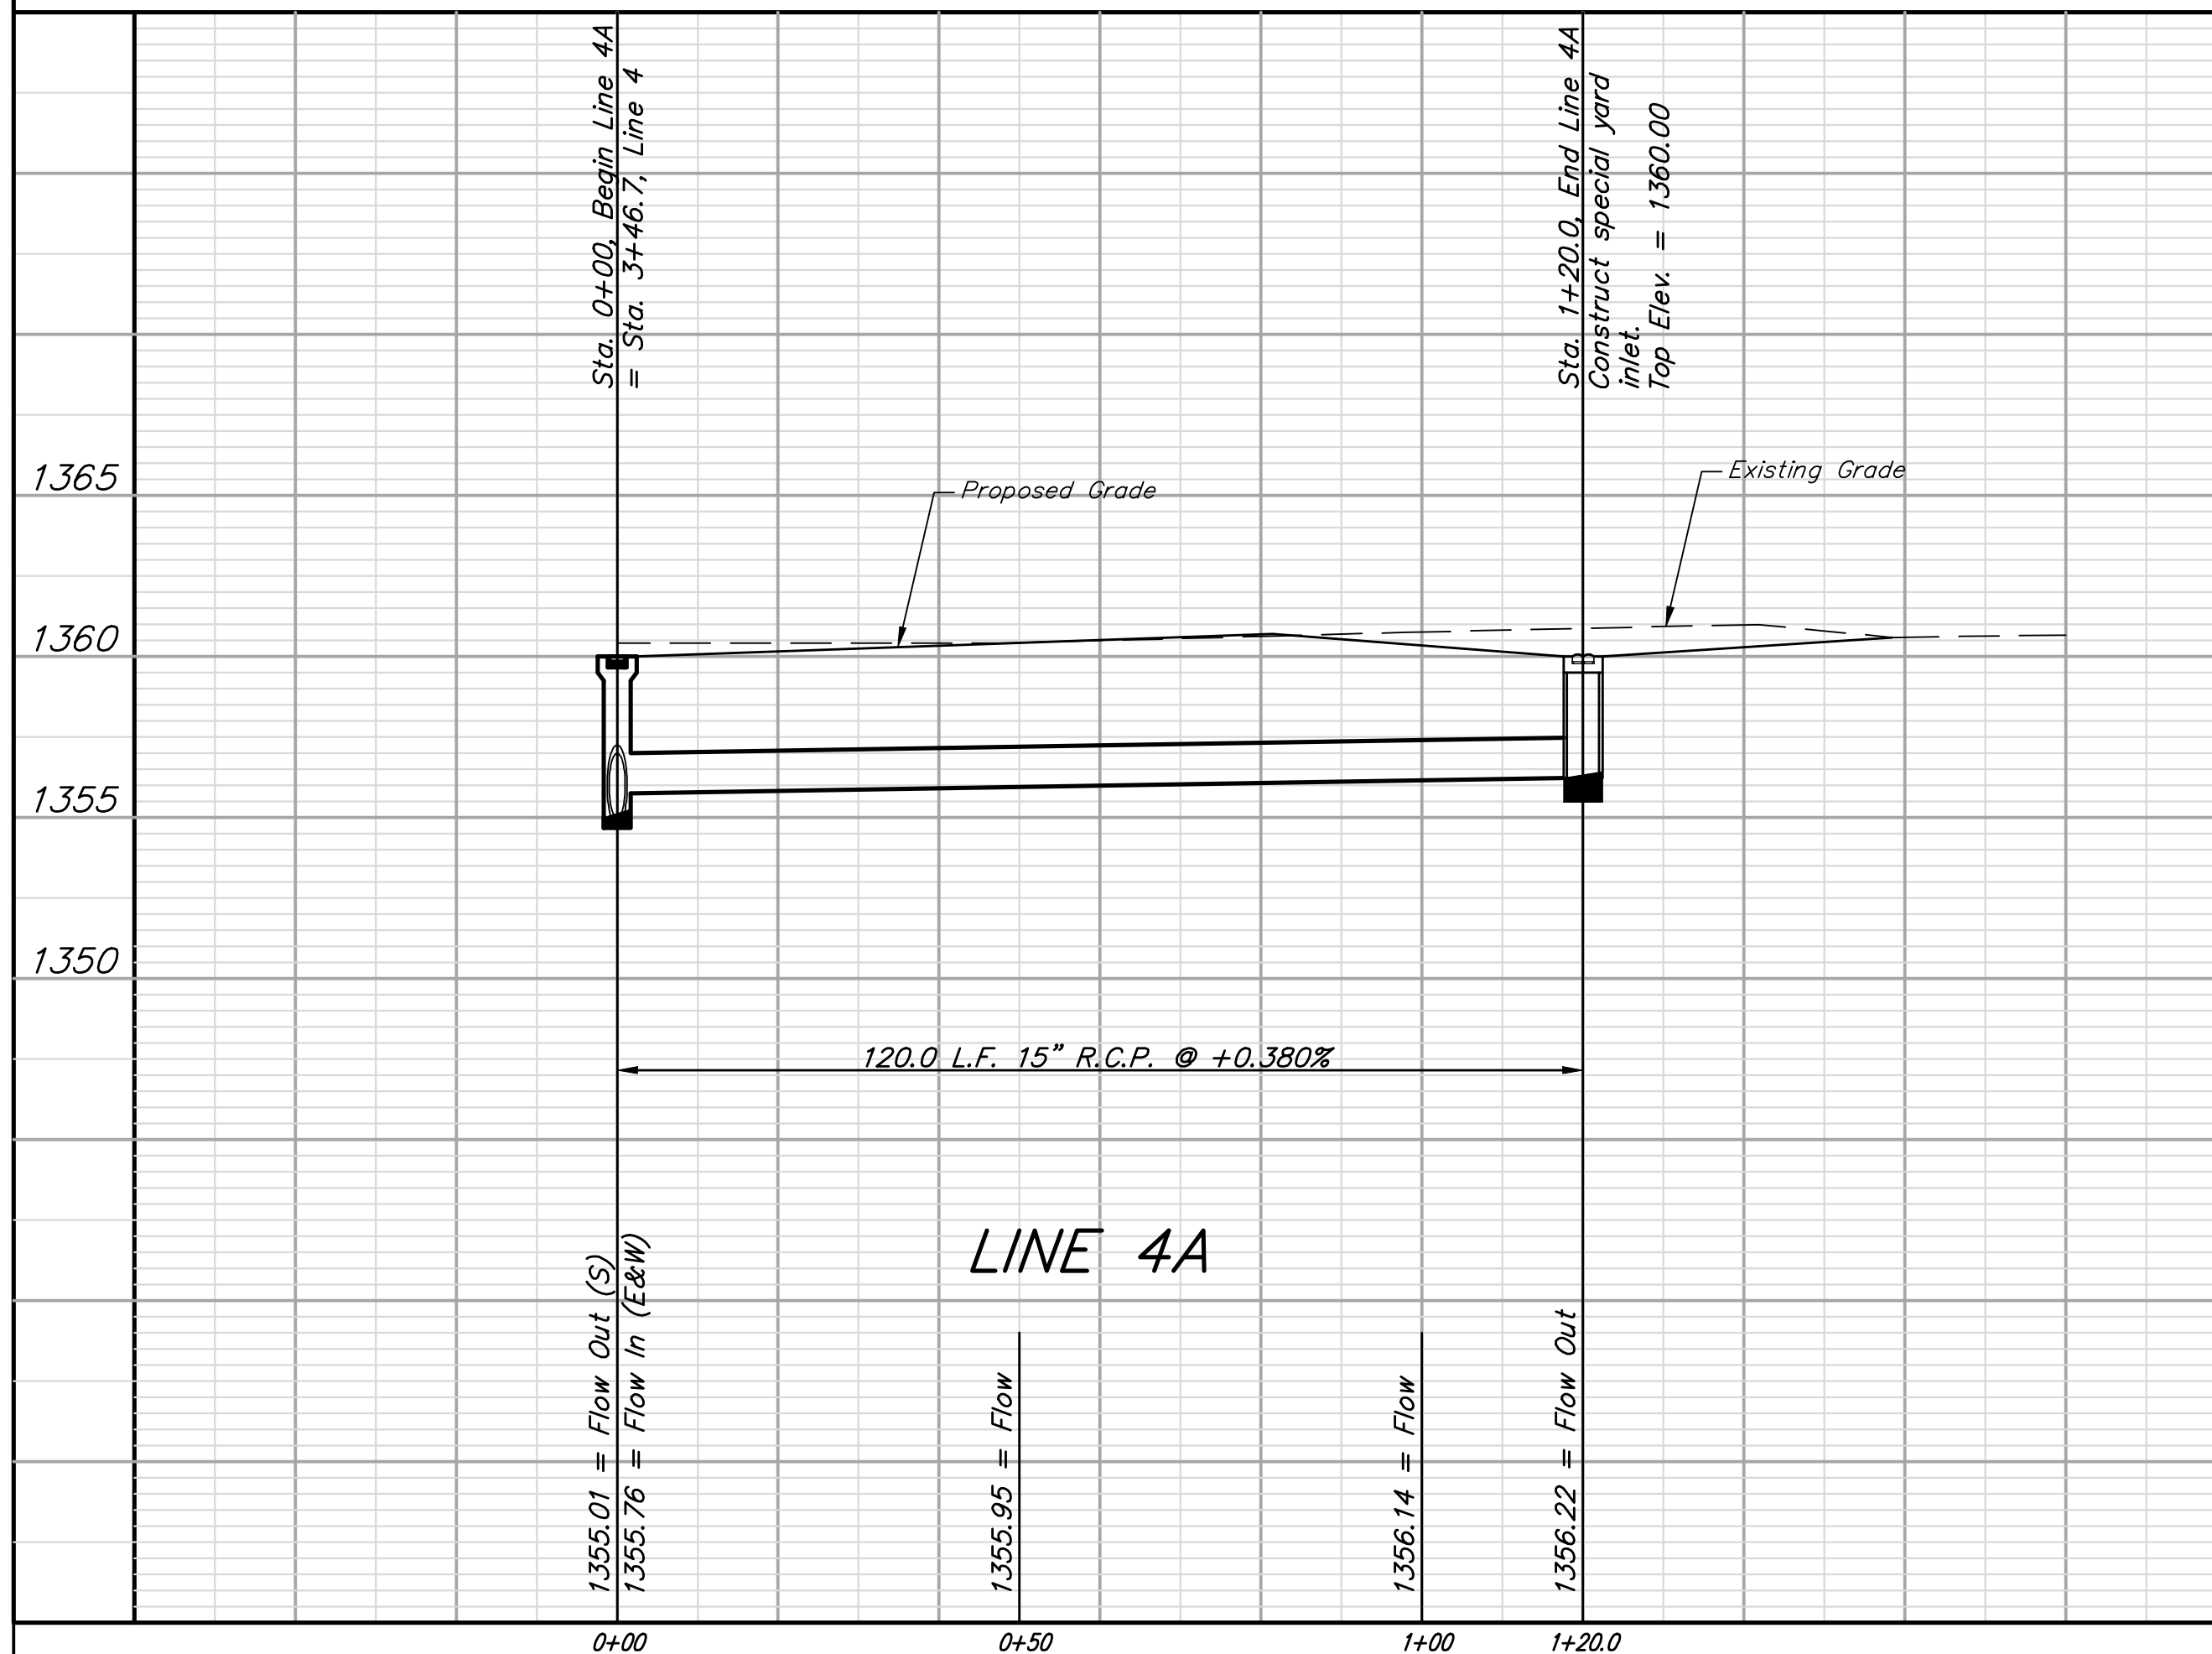 Sta. 0+00, Begin Line 4A
= Sta. 3+46.7, Line 4
Sta. 1+20.0, End Line 4A
Construct special yard
inlet.
Top Elev. = 1360.00
1365
1360
1355
1350
Proposed Grade
Existing Grade
120.0 L.F. 15” R.C.P. @ +0.380%
LINE 4A
1355.01 = Flow Out (S)
1355.76 = Flow In (E&W)
1355.95 = Flow
1356.14 = Flow
1356.22 = Flow Out
0+00
0+50
1+00
1+20.0